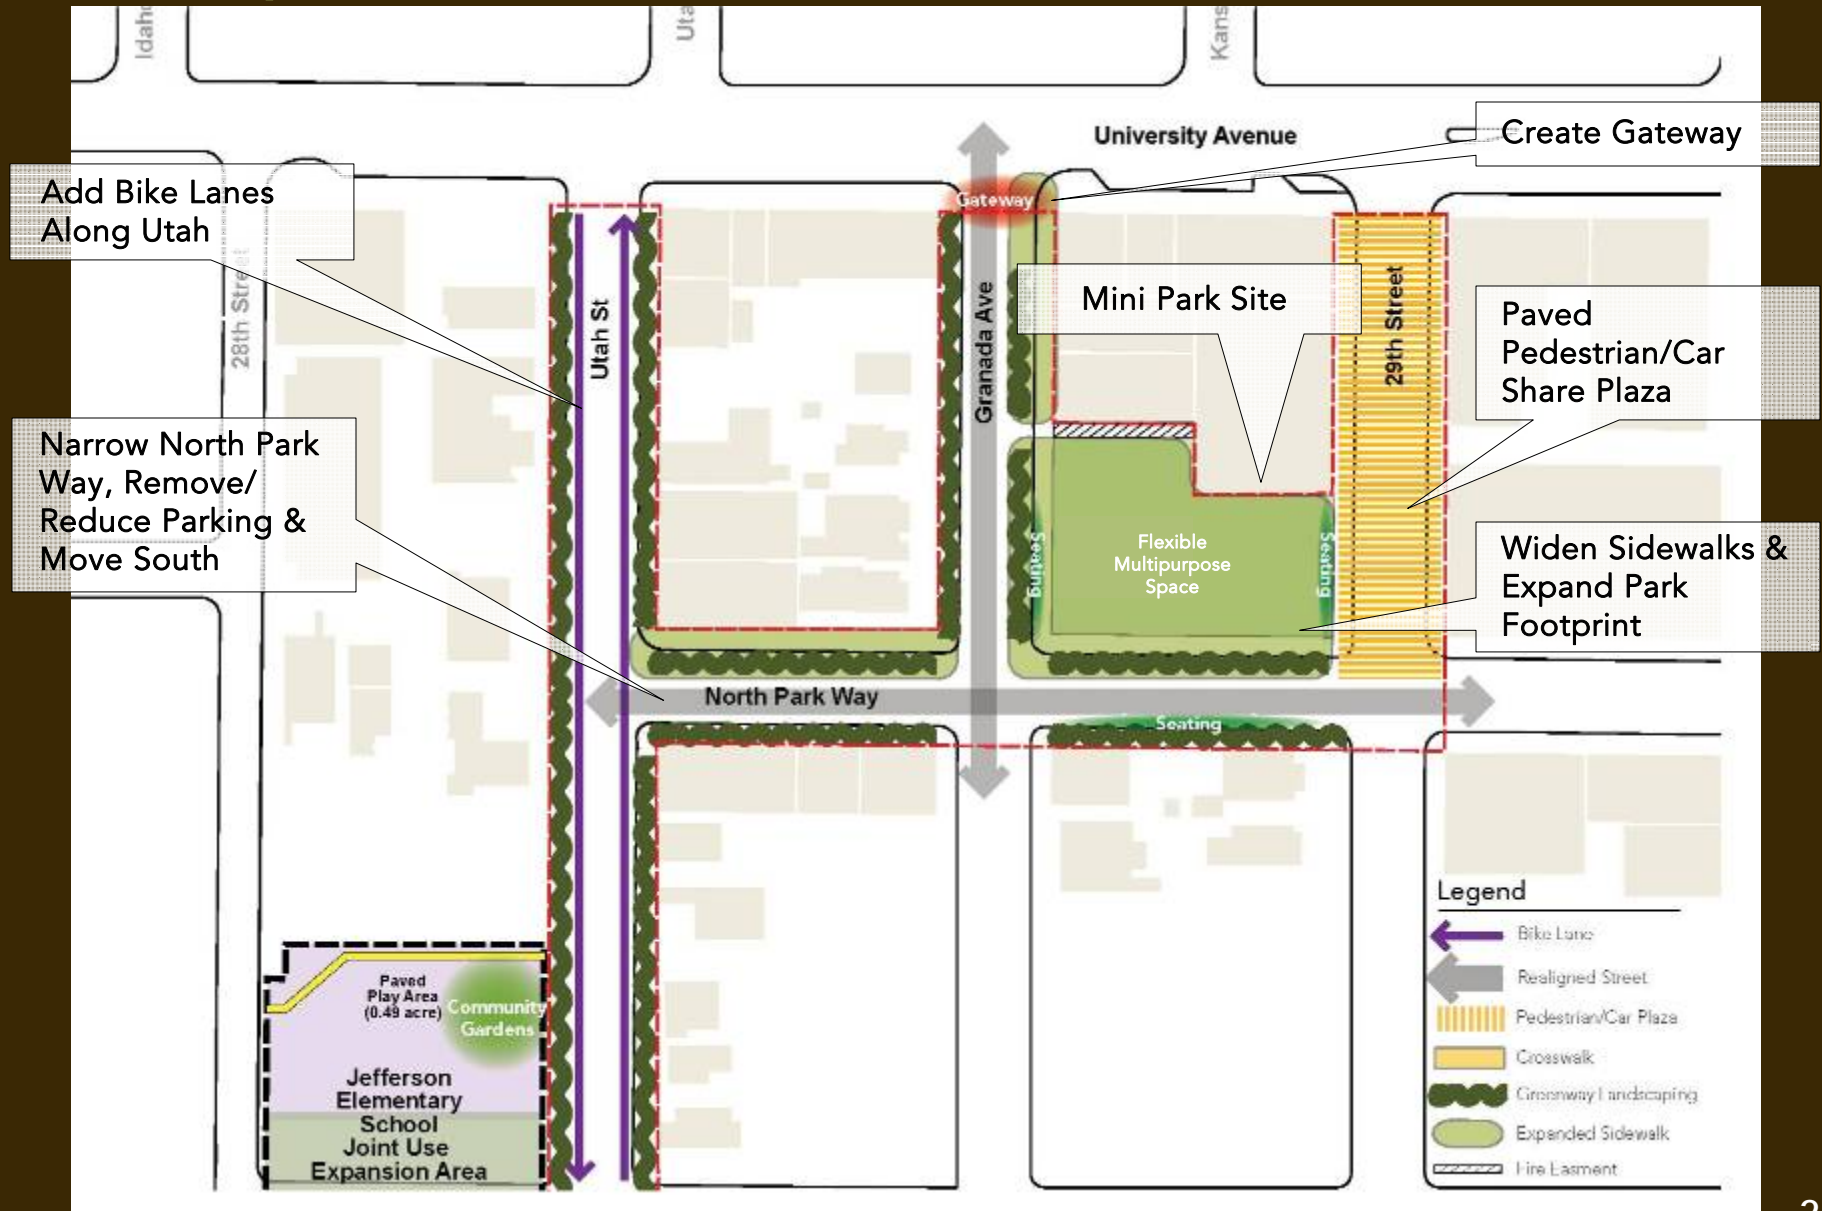 Idaho
Uta
Kans
University Avenue
Create Gateway
Add Bike Lanes
Along Utah
Gateway
28th Street
Utah St
Granada Ave
Mini Park Site
29th Street
Paved
Pedestrian/Car
Share Plaza
Narrow North Park
Way, Remove/
Reduce Parking &
Move South
Seating
Flexible
Multipurpose
Space
Seating
Widen Sidewalks &
Expand Park
Footprint
North Park Way
Seating
Legend
Bike Lane
Realigned Street
Pedestrian/Car Plaza
Crosswalk
Greenway Landscaping
Expanded Sidewalk
Fire Easment
Paved
Play Area
(0.49 acre)
Community
Gardens
Jefferson
Elementary
School
Joint Use
Expansion Area